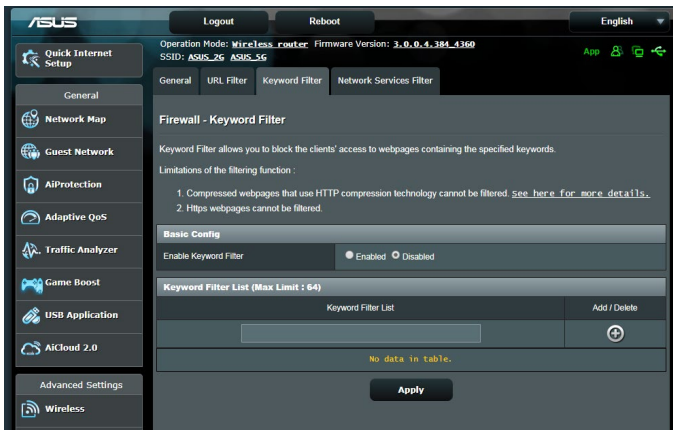 ASUS
Logout
Reboot
English
Quick Internet
Setup
General
Network Map
Guest Network
AiProtection
Adaptive QoS
Traffic Analyzer
Game Boost
USB Application
AiCloud 2.0
Advanced Settings
Wireless
Operation Mode: Wireless router Firmware Version: 3.0.0.4.384_4360
SSID: ASUS_2G ASUS_5G
App
General URL Filter Keyword Filter Network Services Filter
Firewall - Keyword Filter
Keyword Filter allows you to block the clients' access to webpages containing the specified keywords.
Limitations of the filtering function :
1. Compressed webpages that use HTTP compression technology cannot be filtered. See here for more details.
2. Https webpages cannot be filtered.
Basic Config
Enable Keyword Filter Enabled Disabled
Keyword Filter List (Max Limit : 64)
Keyword Filter List Add / Delete
No data in table.
Apply